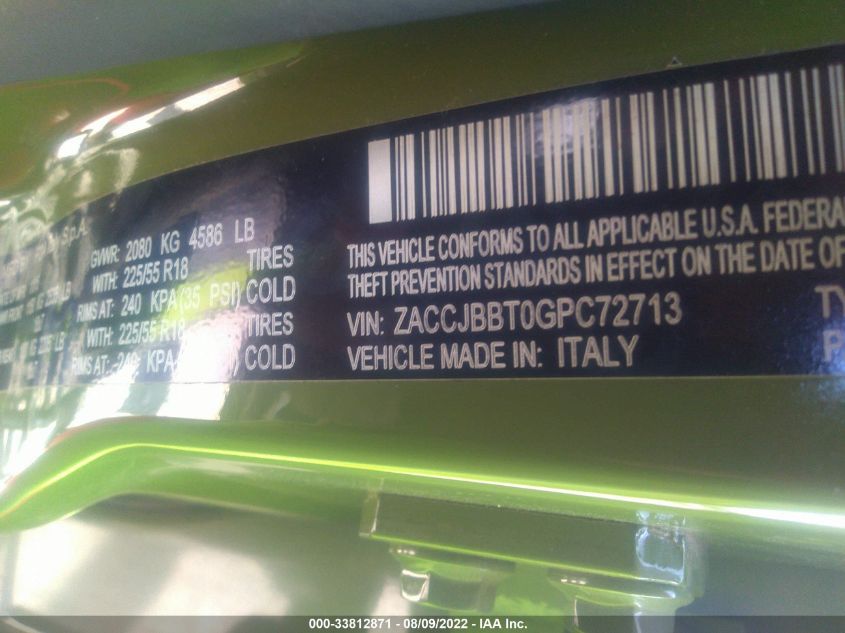 S.p.A.
GVWR: 2080 KG 4586 LB
WITH: 225/55 R18 TIRES
RIMS AT: 240 KPA (35 PSI) COLD
WITH: 225/55 R18 TIRES
RIMS AT: 240 KPA COLD
THIS VEHICLE CONFORMS TO ALL APPLICABLE U.S.A. FEDERA
THEFT PREVENTION STANDARDS IN EFFECT ON THE DATE OF
VIN: ZACCJBBT0GPC72713
VEHICLE MADE IN: ITALY
000-33812871 - 08/09/2022 - IAA Inc.